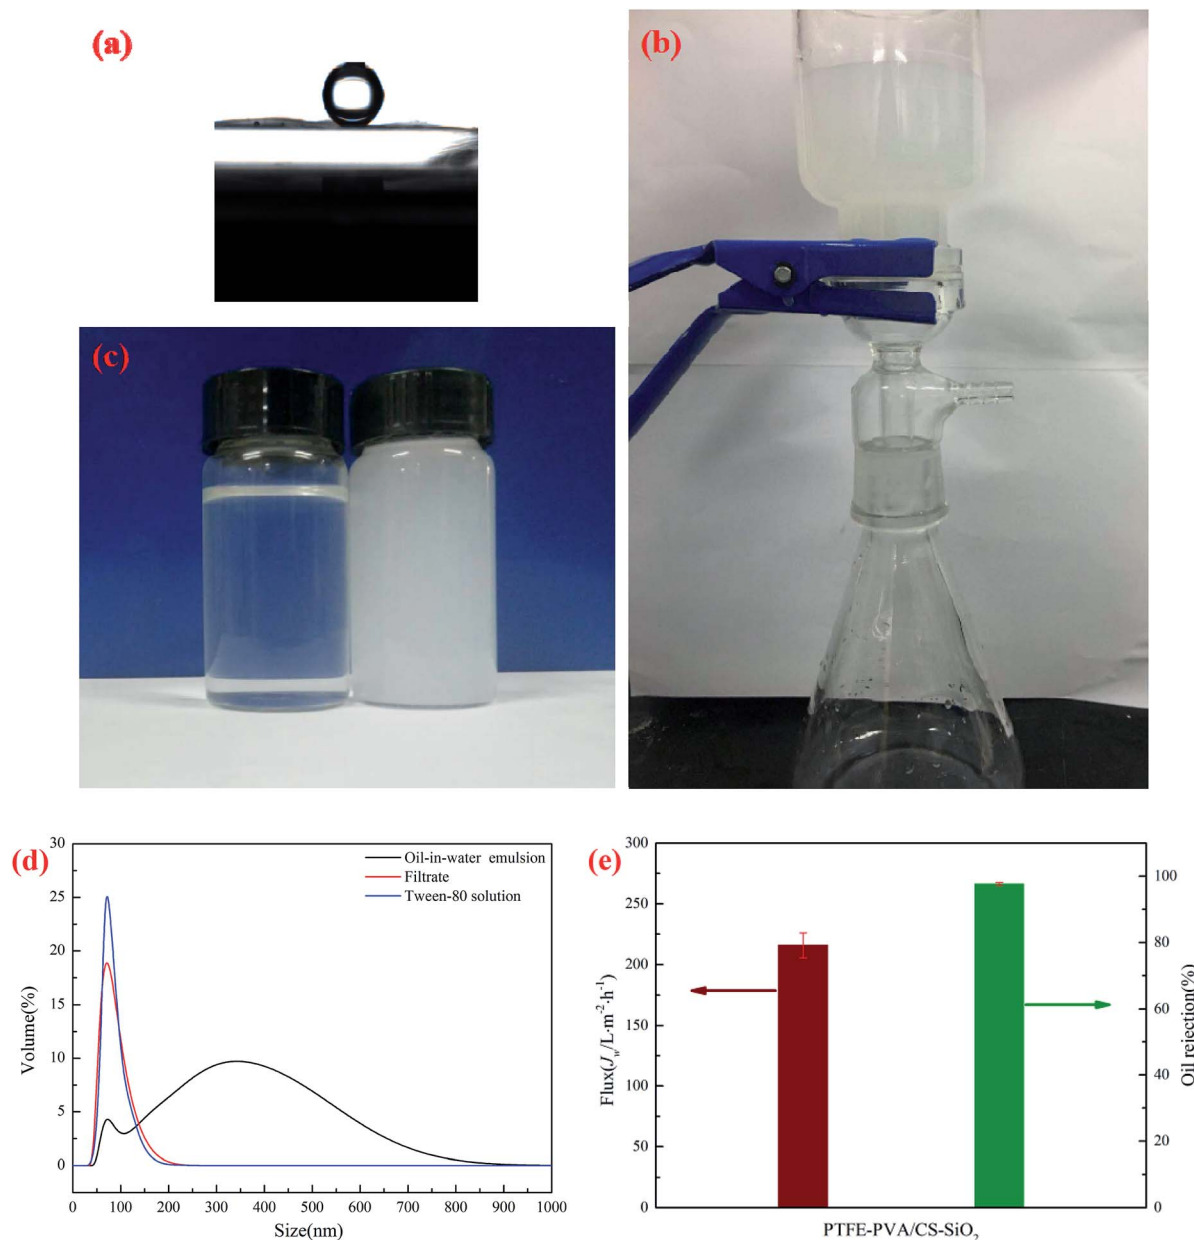 (a)
(b)
(c)
(d)
30
25
20
15
10
5
0
Volume(%)
Oil-in-water emulsion
Filtrate
Tween-80 solution
0 100 200 300 400 500 600 700 800 900 1000
Size(nm)
(e)
300
250
200
150
100
50
0
Flux(J_w/L·m⁻²·h⁻¹)
100
80
60
40
20
0
Oil rejection(%)
PTFE-PVA/CS-SiO₂